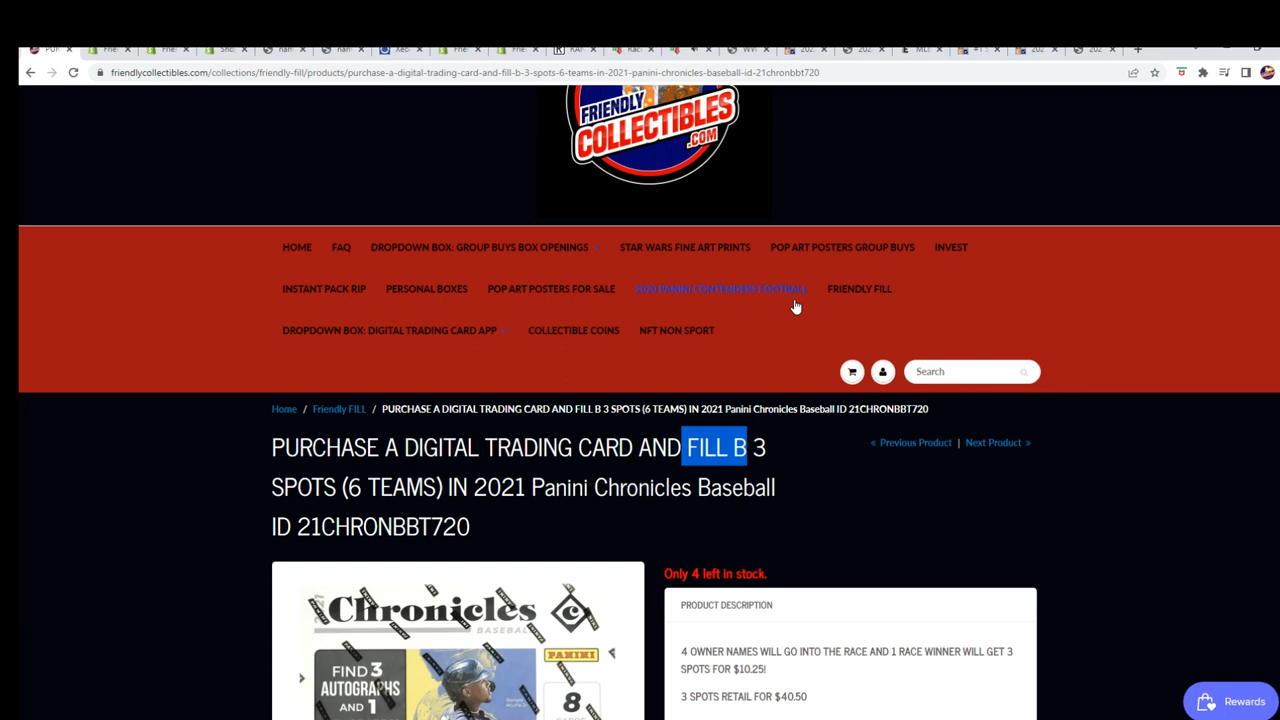 friendlycollectibles.com/collections/friendly-fill/products/purchase-a-digital-trading-card-and-fill-b-3-spots-6-teams-in-2021-panini-chronicles-baseball-id-21chronbbt720
FRIENDLY
COLLECTIBLES
.COM
HOME FAQ DROPDOWN BOX: GROUP BUYS BOX OPENINGS STAR WARS FINE ART PRINTS POP ART POSTERS GROUP BUYS INVEST
INSTANT PACK RIP PERSONAL BOXES POP ART POSTERS FOR SALE 2020 PANINI CONTENDERS FOOTBALL FRIENDLY FILL
DROPDOWN BOX: DIGITAL TRADING CARD APP COLLECTIBLE COINS NFT NON SPORT
Search
Home / Friendly FILL / PURCHASE A DIGITAL TRADING CARD AND FILL B 3 SPOTS (6 TEAMS) IN 2021 Panini Chronicles Baseball ID 21CHRONBBT720
« Previous Product | Next Product »
PURCHASE A DIGITAL TRADING CARD AND FILL B 3
SPOTS (6 TEAMS) IN 2021 Panini Chronicles Baseball
ID 21CHRONBBT720
Only 4 left in stock.
PRODUCT DESCRIPTION
4 OWNER NAMES WILL GO INTO THE RACE AND 1 RACE WINNER WILL GET 3
SPOTS FOR $10.25!
3 SPOTS RETAIL FOR $40.50
Chronicles
BASEBALL
PANINI
FIND 3
AUTOGRAPHS
AND 1
8
Rewards